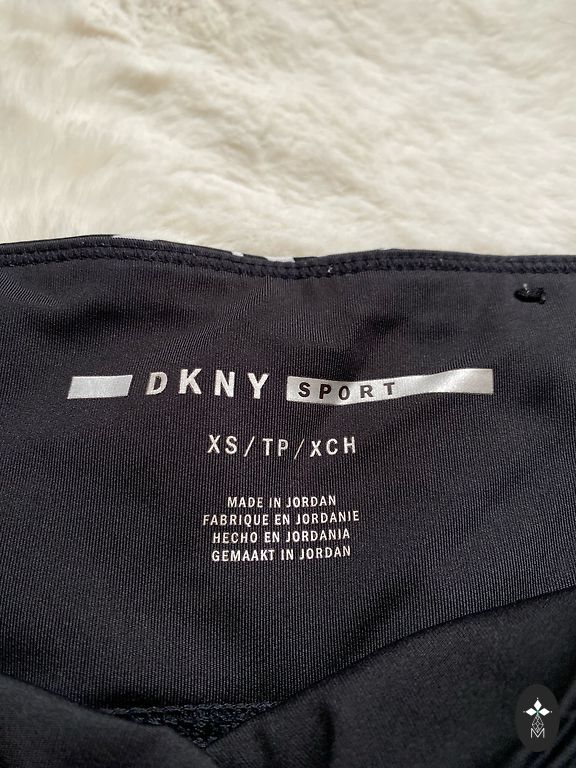 DKNY SPORT
XS/TP/XCH
MADE IN JORDAN
FABRIQUE EN JORDANIE
HECHO EN JORDANIA
GEMAAKT IN JORDAN
M